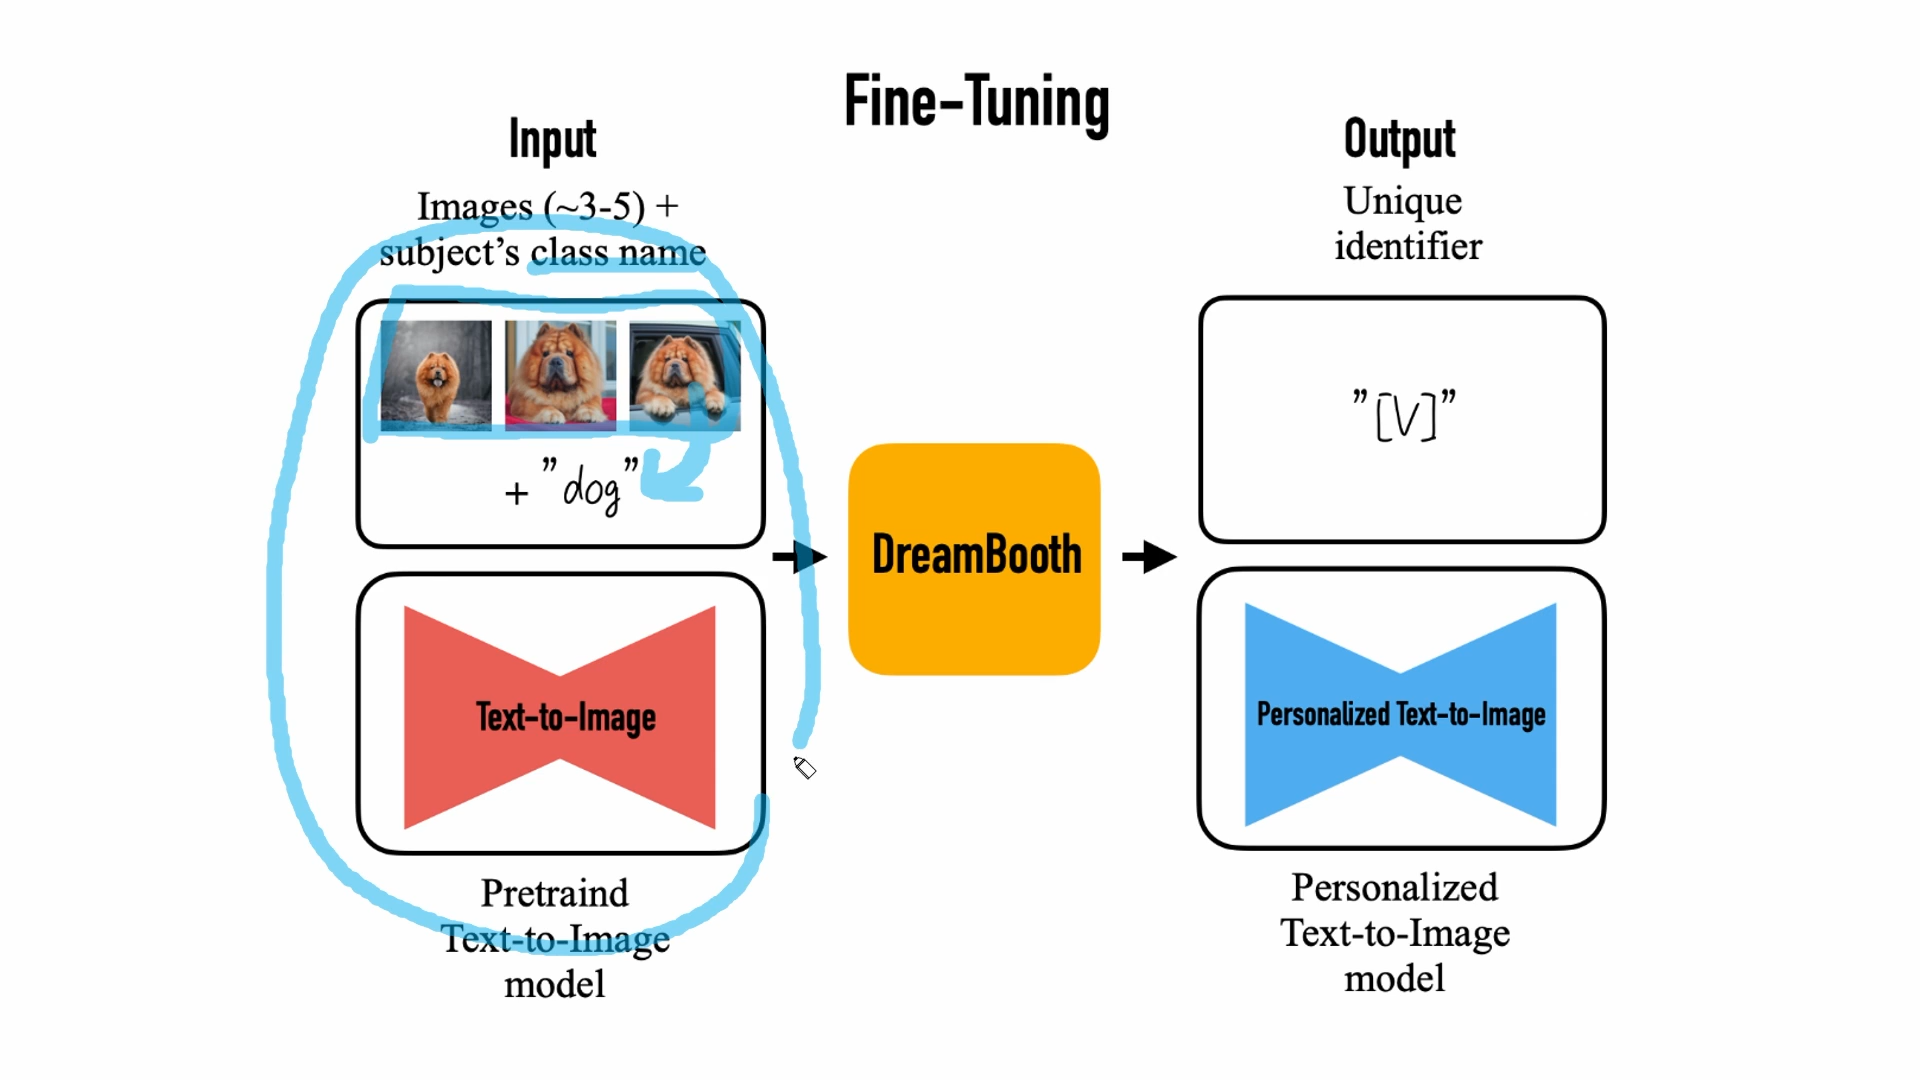 Fine-Tuning
Input
Images (~3-5) +
subject's class name
+ "dog"
Text-to-Image
Pretraind
Text-to-Image
model
DreamBooth
Output
Unique
identifier
"[V]"
Personalized Text-to-Image
Personalized
Text-to-Image
model